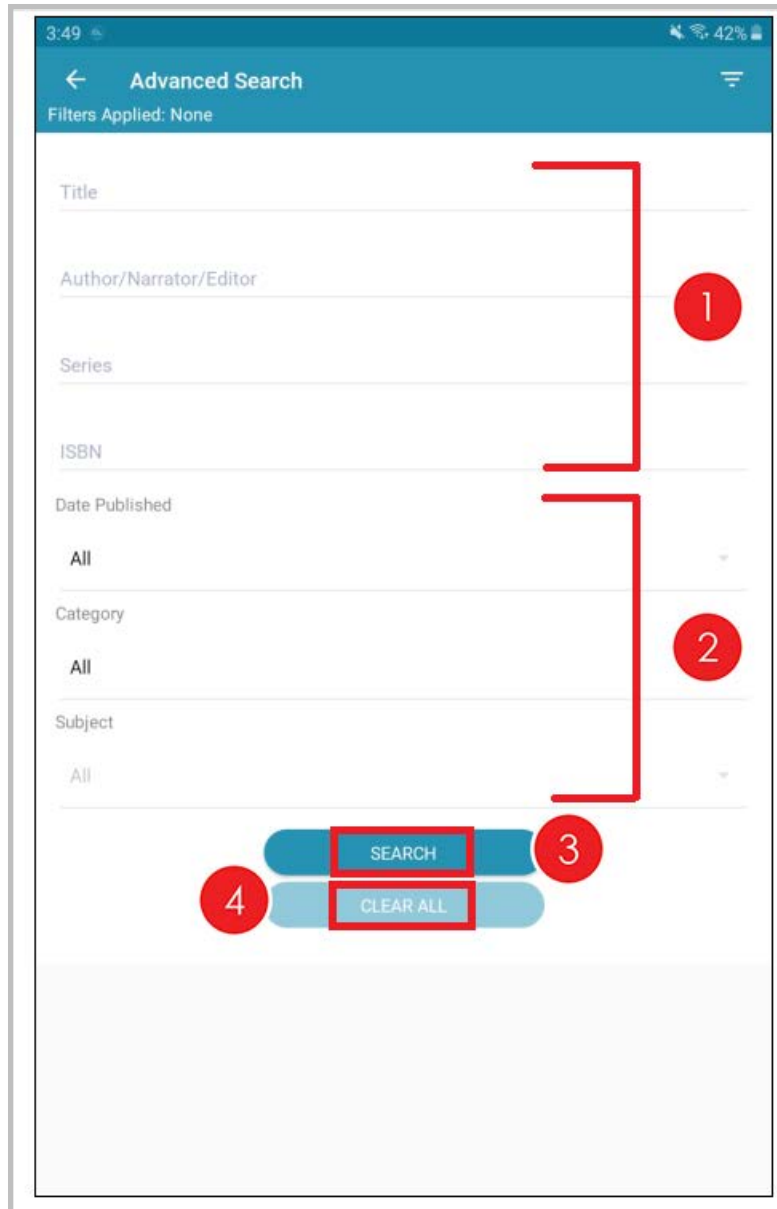 3:49 42%
Advanced Search
Filters Applied: None
Title
Author/Narrator/Editor
1
Series
ISBN
Date Published
All
Category
2
All
Subject
All
SEARCH 3
4 CLEAR ALL